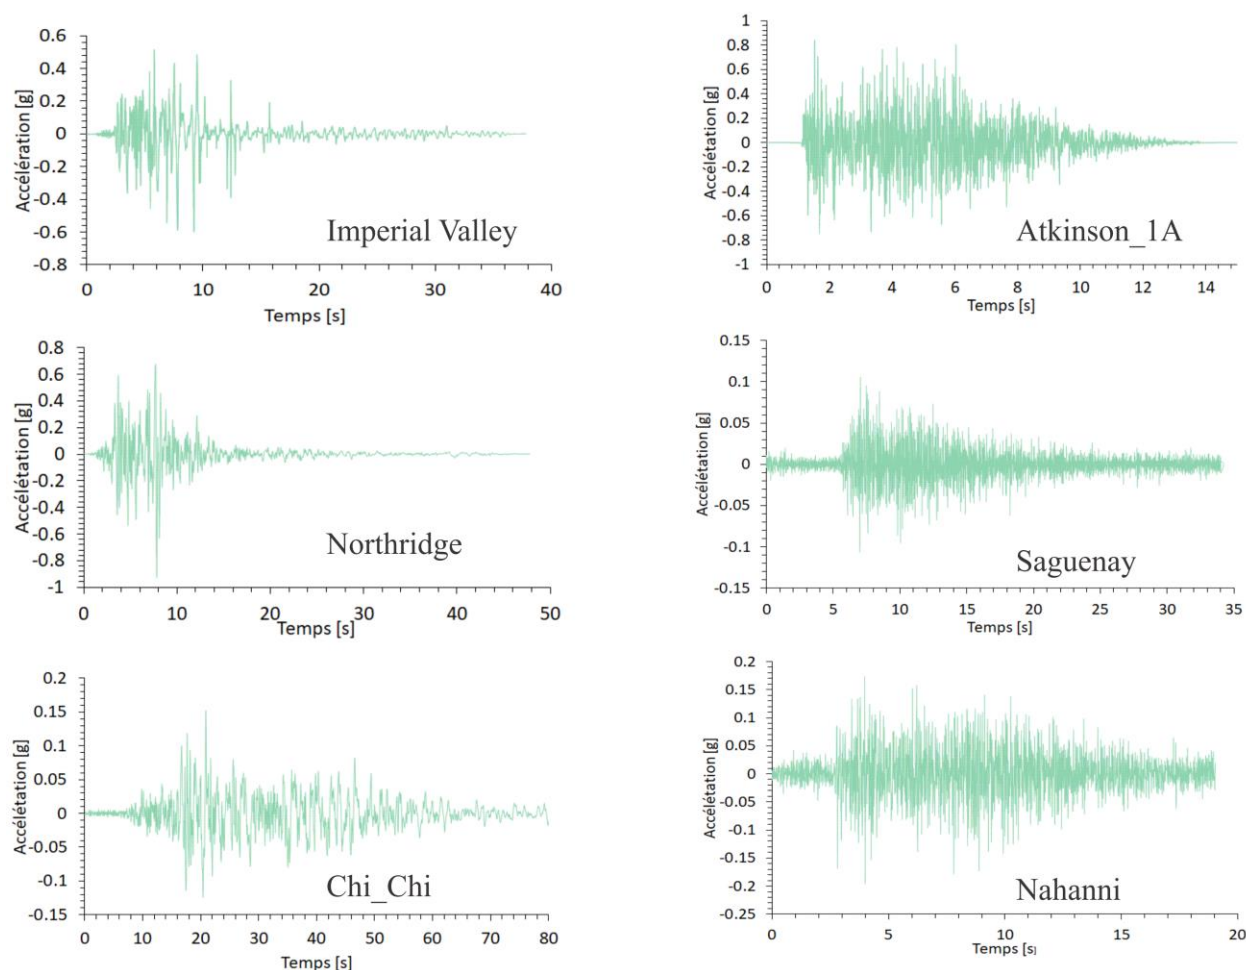 0.6
0.4
0.2
0
-0.2
-0.4
-0.6
-0.8
Accélération [g]
0 10 20 30 40
Temps [s]
Imperial Valley
1
0.8
0.6
0.4
0.2
0
-0.2
-0.4
-0.6
-0.8
-1
Accélétation [g]
0 2 4 6 8 10 12 14
Temps [s]
Atkinson_1A
0.8
0.6
0.4
0.2
0
-0.2
-0.4
-0.6
-0.8
-1
Accélétation [g]
0 10 20 30 40 50
Temps [s]
Northridge
0.15
0.1
0.05
0
-0.05
-0.1
-0.15
Accélétation [g]
0 5 10 15 20 25 30 35
Temps [s]
Saguenay
0.2
0.15
0.1
0.05
0
-0.05
-0.1
-0.15
Accélétation [g]
0 10 20 30 40 50 60 70 80
Temps [s]
Chi_Chi
0.2
0.15
0.1
0.05
0
-0.05
-0.1
-0.15
-0.2
-0.25
Accélétation [g]
0 5 10 15 20
Temps [s]
Nahanni